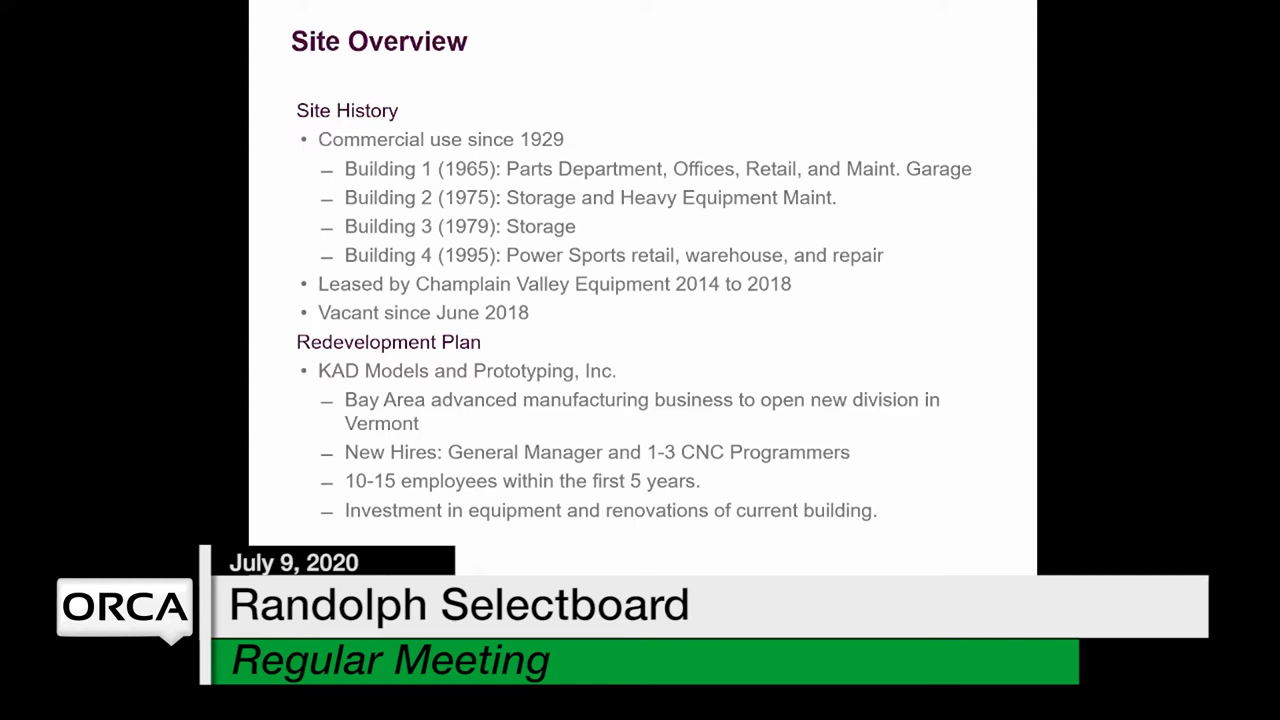 Site Overview
Site History
• Commercial use since 1929
– Building 1 (1965): Parts Department, Offices, Retail, and Maint. Garage
– Building 2 (1975): Storage and Heavy Equipment Maint.
– Building 3 (1979): Storage
– Building 4 (1995): Power Sports retail, warehouse, and repair
• Leased by Champlain Valley Equipment 2014 to 2018
• Vacant since June 2018
Redevelopment Plan
• KAD Models and Prototyping, Inc.
– Bay Area advanced manufacturing business to open new division in
Vermont
– New Hires: General Manager and 1-3 CNC Programmers
– 10-15 employees within the first 5 years.
– Investment in equipment and renovations of current building.
July 9, 2020
ORCA
Randolph Selectboard
Regular Meeting